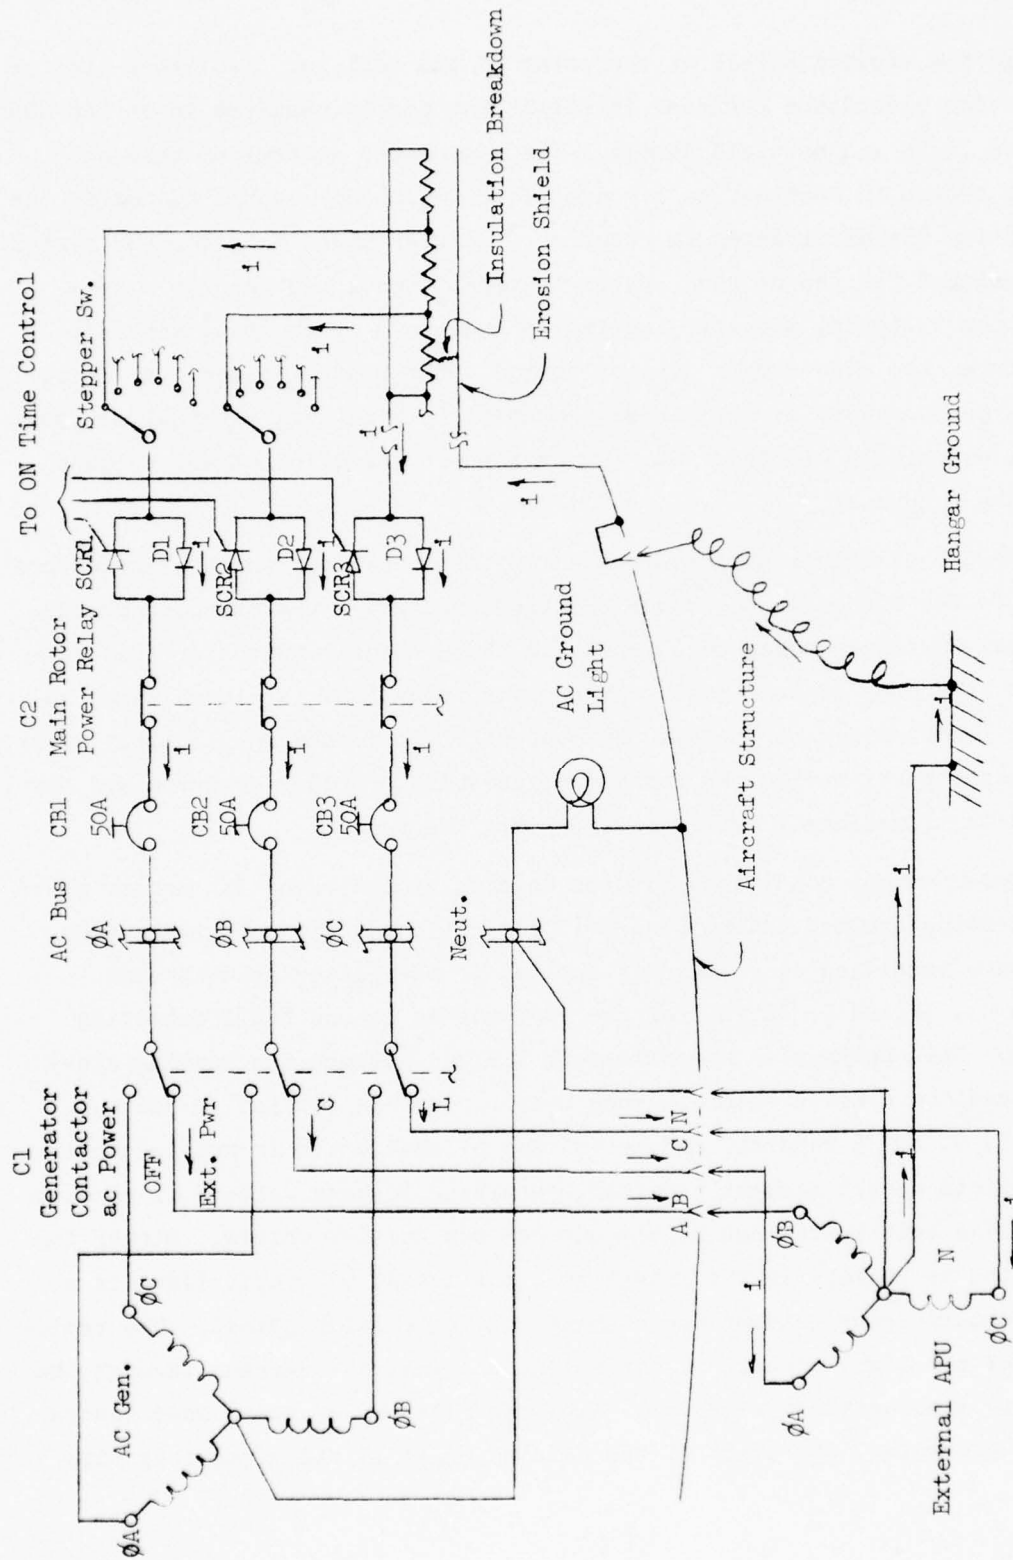 C1
Generator
Contactor
ac Power
AC Bus
CB1
C2
Main Rotor
Power Relay
To ON Time Control
Stepper Sw.
AC Gen.
ØA
ØC
ØB
OFF
Ext. Pwr
ØA
50A
SCR1
D1
i
i
C
ØB
CB2
50A
SCR2
D2
i
i
L
ØC
CB3
50A
SCR3
D3
i
i
i
i
i
Neut.
AC Ground
Light
i
Insulation Breakdown
Erosion Shield
A
B
C
N
Aircraft Structure
i
ØA
ØB
N
ØC
i
i
i
i
External APU
Hangar Ground